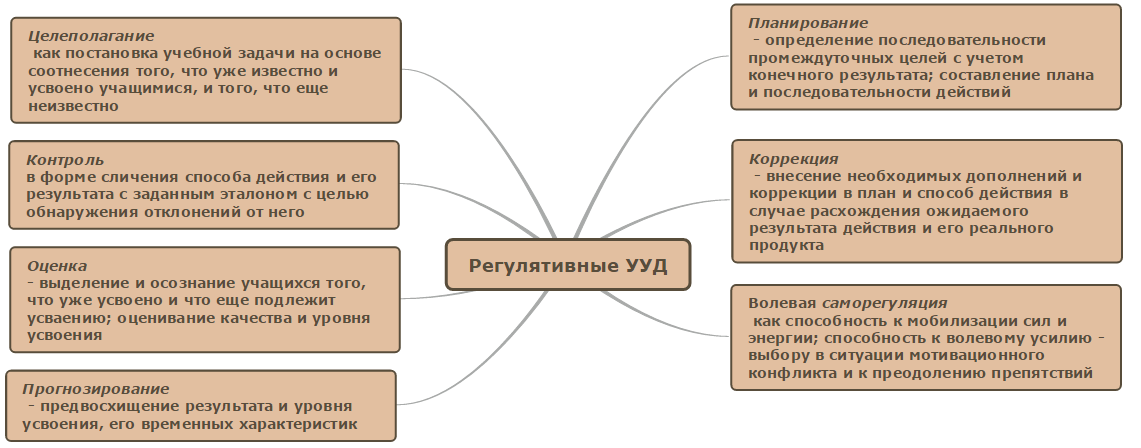 Целеполагание
как постановка учебной задачи на основе
соотнесения того, что уже известно и
усвоено учащимися, и того, что еще
неизвестно
Контроль
в форме сличения способа действия и его
результата с заданным эталоном с целью
обнаружения отклонений от него
Оценка
- выделение и осознание учащихся того,
что уже усвоено и что еще подлежит
усваению; оценивание качества и уровня
усвоения
Прогнозирование
- предвосхищение результата и уровня
усвоения, его временных характеристик
Регулятивные УУД
Планирование
- определение последовательности
промеждуточных целей с учетом
конечного результата; составление плана
и последовательности действий
Коррекция
- внесение необходимых дополнений и
коррекции в план и способ действия в
случае расхождения ожидаемого
результата действия и его реального
продукта
Волевая саморегуляция
как способность к мобилизации сил и
энергии; способность к волевому усилию -
выбору в ситуации мотивационного
конфликта и к преодолению препятствий